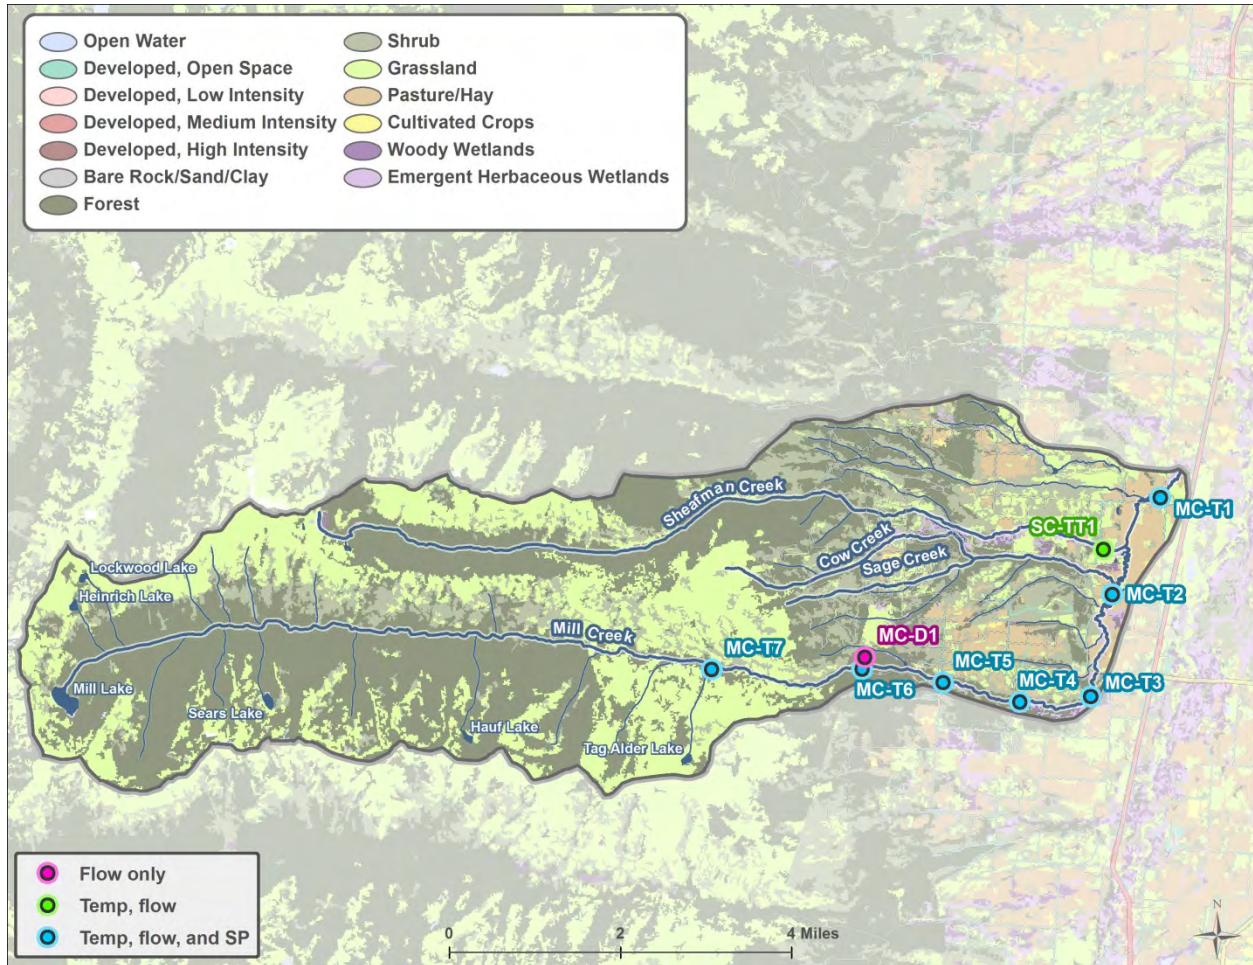 Open Water
Developed, Open Space
Developed, Low Intensity
Developed, Medium Intensity
Developed, High Intensity
Bare Rock/Sand/Clay
Forest
Shrub
Grassland
Pasture/Hay
Cultivated Crops
Woody Wetlands
Emergent Herbaceous Wetlands
Sheafman Creek
MC-T1
SC-TT1
Cow Creek
Sage Creek
Lockwood Lake
Heinrich Lake
MC-T2
Mill Creek
MC-D1
MC-T7
MC-T5
MC-T6
MC-T4
MC-T3
Mill Lake
Sears Lake
Hauf Lake
Tag Alder Lake
Flow only
Temp, flow
Temp, flow, and SP
0 2 4 Miles
N